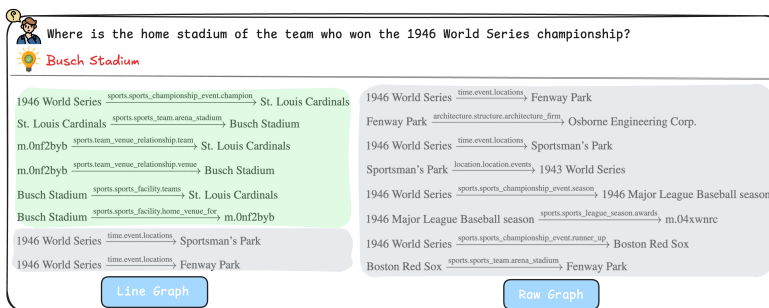 ?
Where is the home stadium of the team who won the 1946 World Series championship?
Busch Stadium
1946 World Series sports.sports_championship_event.champion St. Louis Cardinals
St. Louis Cardinals sports.sports_team.arena_stadium Busch Stadium
m.0nf2byb sports.team_venue_relationship.team St. Louis Cardinals
m.0nf2byb sports.team_venue_relationship.venue Busch Stadium
Busch Stadium sports.sports_facility.teams St. Louis Cardinals
Busch Stadium sports.sports_facility.home_venue_for m.0nf2byb
1946 World Series time.event.locations Sportsman's Park
1946 World Series time.event.locations Fenway Park
Line Graph
1946 World Series time.event.locations Fenway Park
Fenway Park architecture.structure.architecture_firm Osborne Engineering Corp.
1946 World Series time.event.locations Sportsman's Park
Sportsman's Park location.location.events 1943 World Series
1946 World Series sports.sports_championship_event.season 1946 Major League Baseball season
1946 Major League Baseball season sports.sports_league_season.awards m.04xwnrc
1946 World Series sports.sports_championship_event.runner_up Boston Red Sox
Boston Red Sox sports.sports_team.arena_stadium Fenway Park
Raw Graph